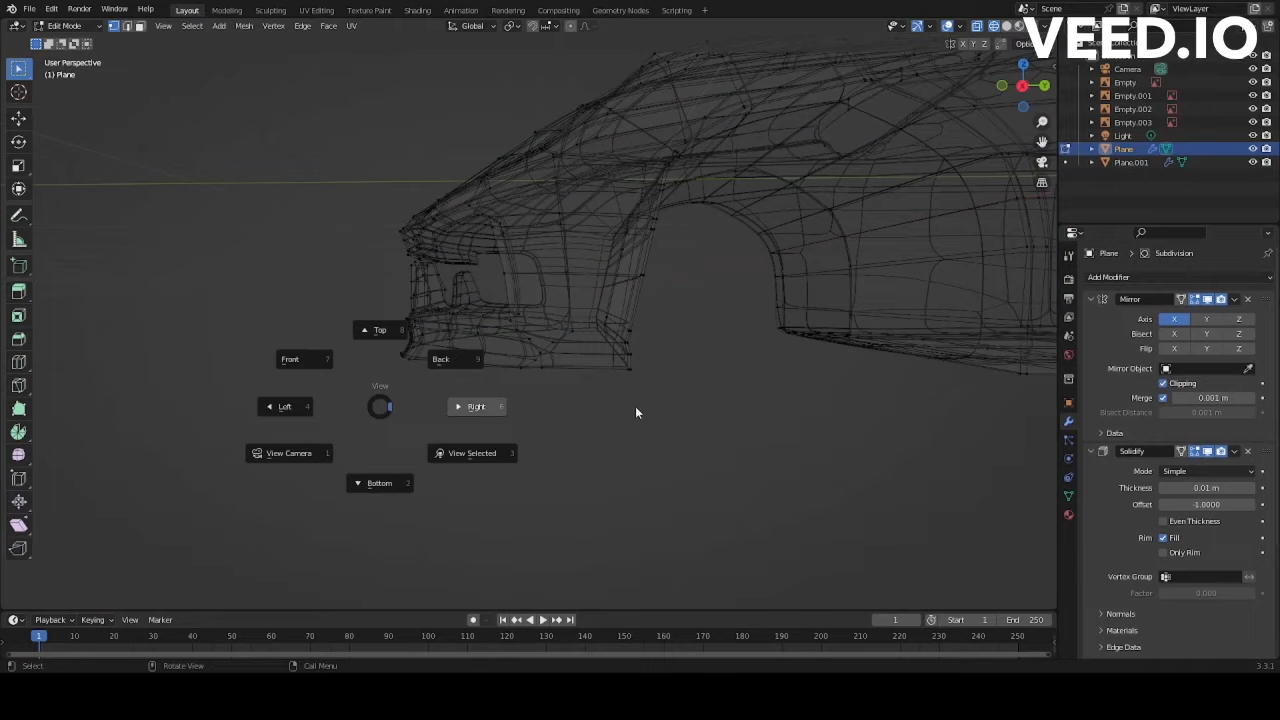 File Edit Render Window Help Layout Modeling Sculpting UV Editing Texture Paint Shading Animation Rendering Compositing Geometry Nodes Scripting + Scene ViewLayer
Edit Mode View Select Add Mesh Vertex Edge Face UV Global
VEED.IO
X Y Z
User Perspective
(1) Plane
Camera
Empty
Empty.001
Empty.002
Empty.003
Light
Plane
Plane.001
Plane Subdivision
Add Modifier
Mirror
Axis X Y Z
Bisect X Y Z
Flip X Y Z
Mirror Object
Clipping
Merge 0.001 m
Bisect Distance 0.001 m
Data
Solidify
Mode Simple
Thickness 0.01 m
Offset -1.0000
Even Thickness
Rim Fill
Only Rim
Vertex Group
Factor 0.000
Normals
Materials
Edge Data
Top 8
Front 7
Back 9
View
Left 4
Right 6
View Camera 1
View Selected 3
Bottom 2
Playback Keying View Marker 1 Start 1 End 250
1 10 20 30 40 50 60 70 80 90 100 110 120 130 140 150 160 170 180 190 200 210 220 230 240 250
Select Rotate View Call Menu 3.3.1